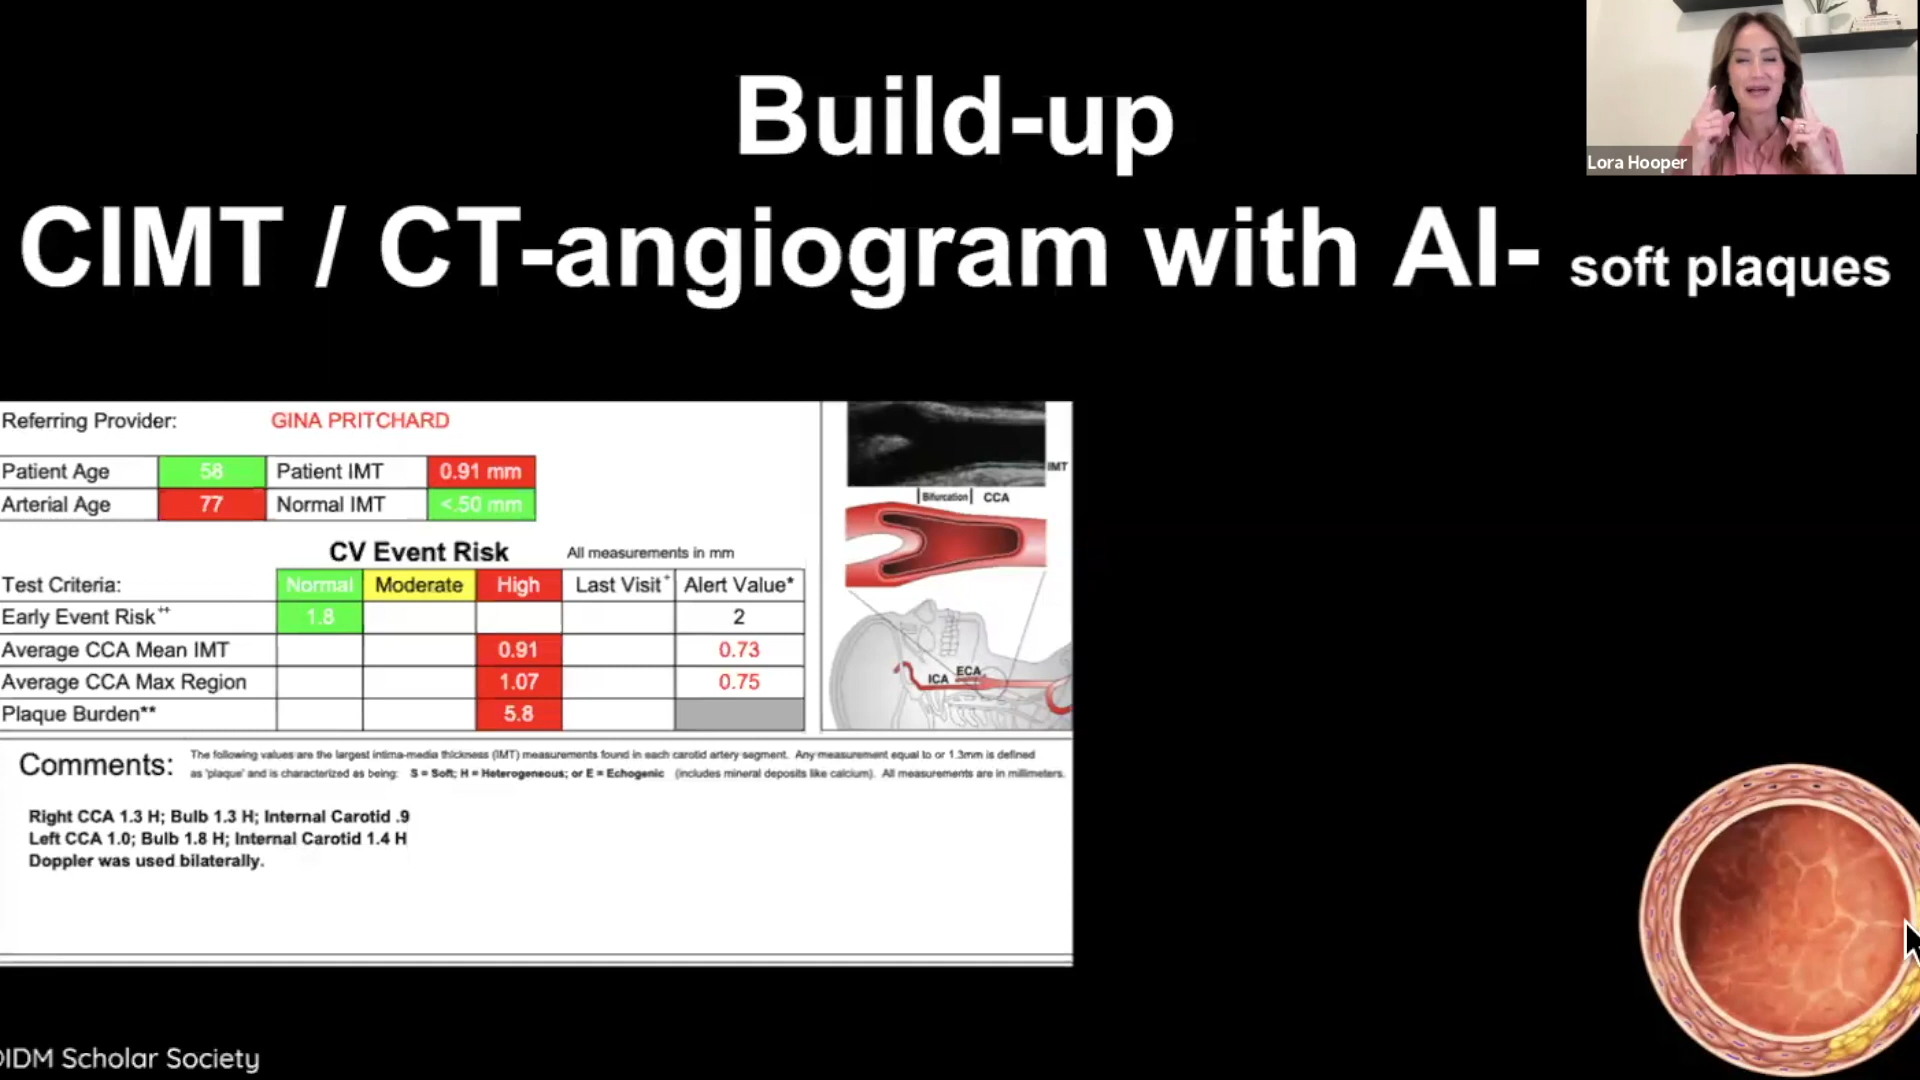 Build-up
CIMT / CT-angiogram with AI- soft plaques
Lora Hooper
Referring Provider: GINA PRITCHARD
Patient Age 58 Patient IMT 0.91 mm
Arterial Age 77 Normal IMT <.50 mm
CV Event Risk All measurements in mm
Test Criteria: Normal Moderate High Last Visit+ Alert Value*
Early Event Risk++ 1.8 2
Average CCA Mean IMT 0.91 0.73
Average CCA Max Region 1.07 0.75
Plaque Burden** 5.8
IMT
Bifurcation CCA
ECA
ICA
Comments: The following values are the largest intima-media thickness (IMT) measurements found in each carotid artery segment. Any measurement equal to or 1.3mm is defined
as 'plaque' and is characterized as being: S = Soft; H = Heterogeneous; or E = Echogenic (includes mineral deposits like calcium). All measurements are in millimeters.
Right CCA 1.3 H; Bulb 1.3 H; Internal Carotid .9
Left CCA 1.0; Bulb 1.8 H; Internal Carotid 1.4 H
Doppler was used bilaterally.
IDM Scholar Society